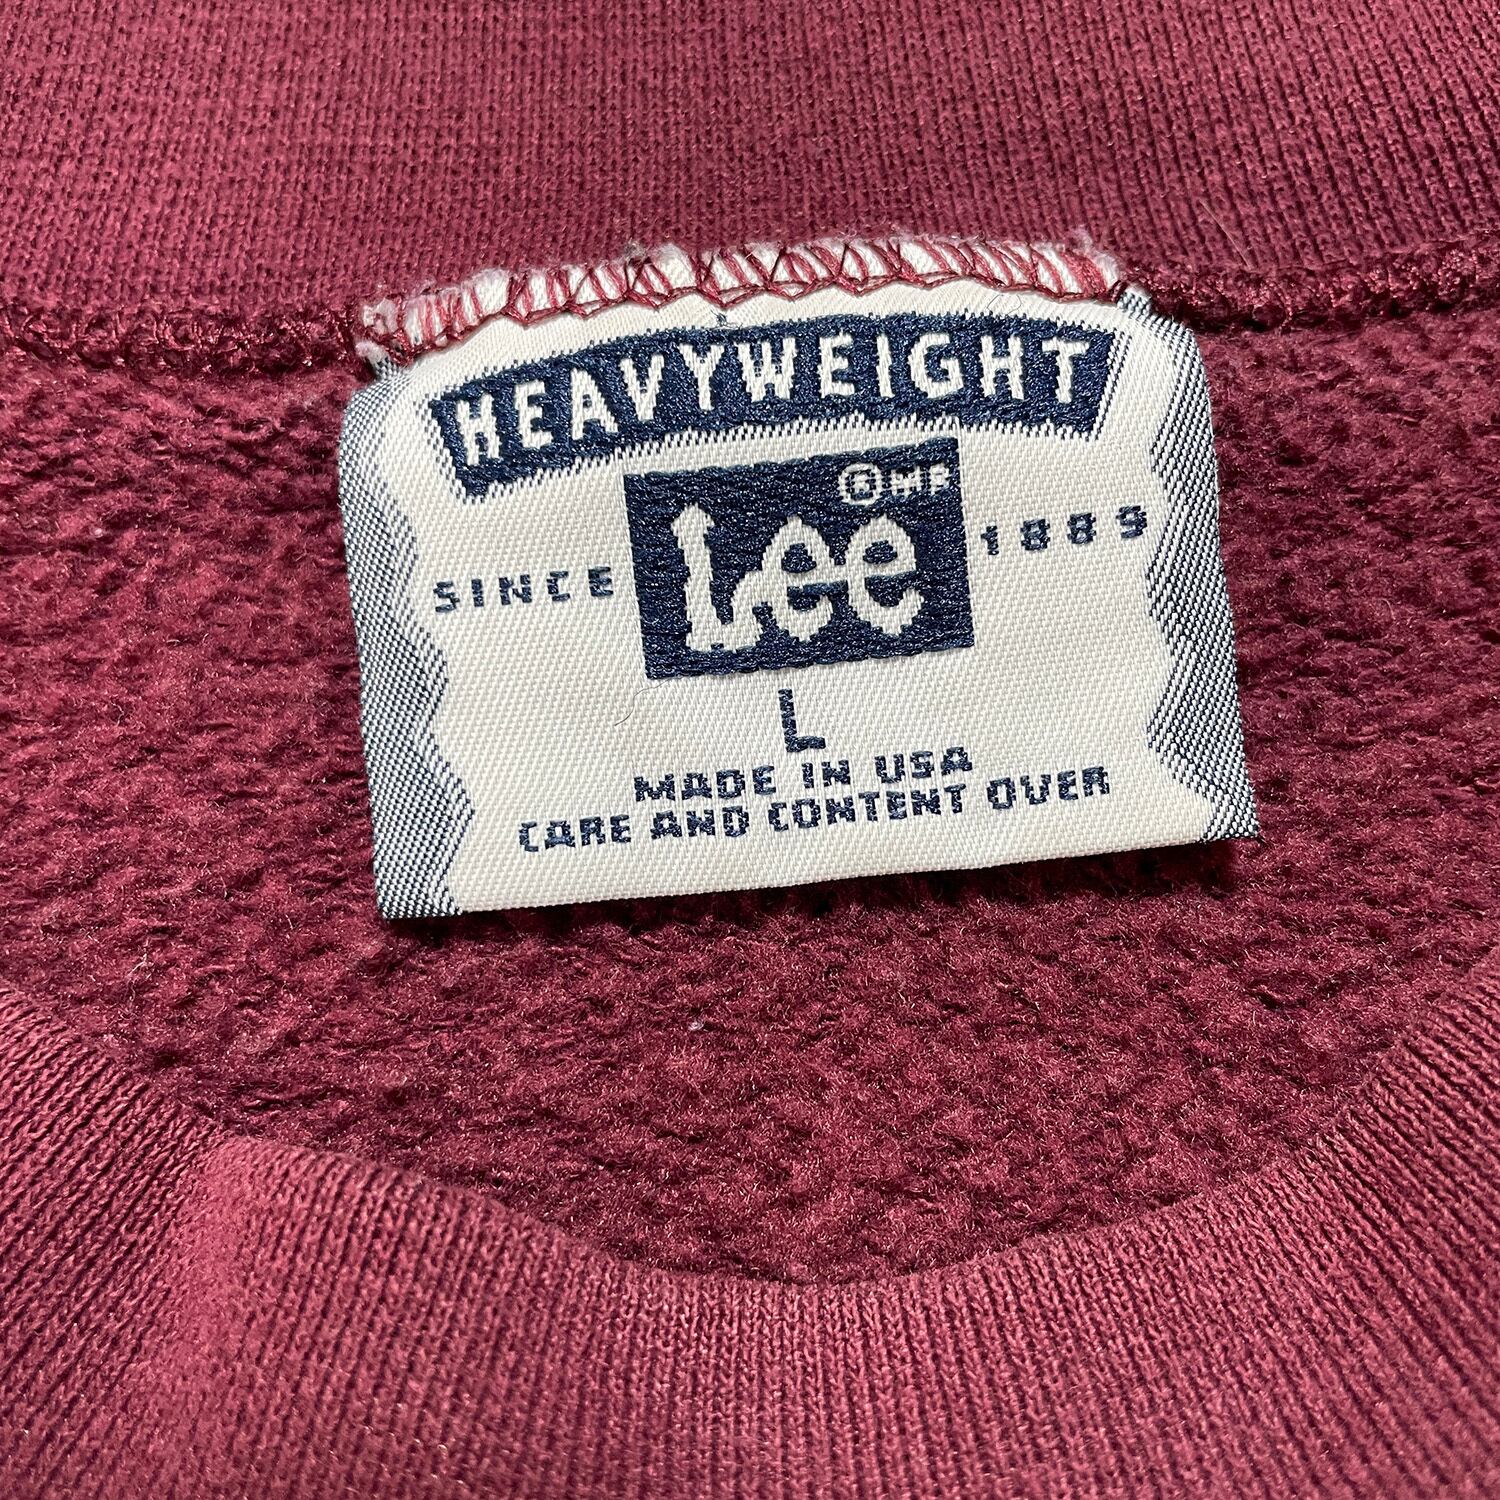 HEAVYWEIGHT
® MR
Lee
SINCE 1889
L
MADE IN USA
CARE AND CONTENT OVER